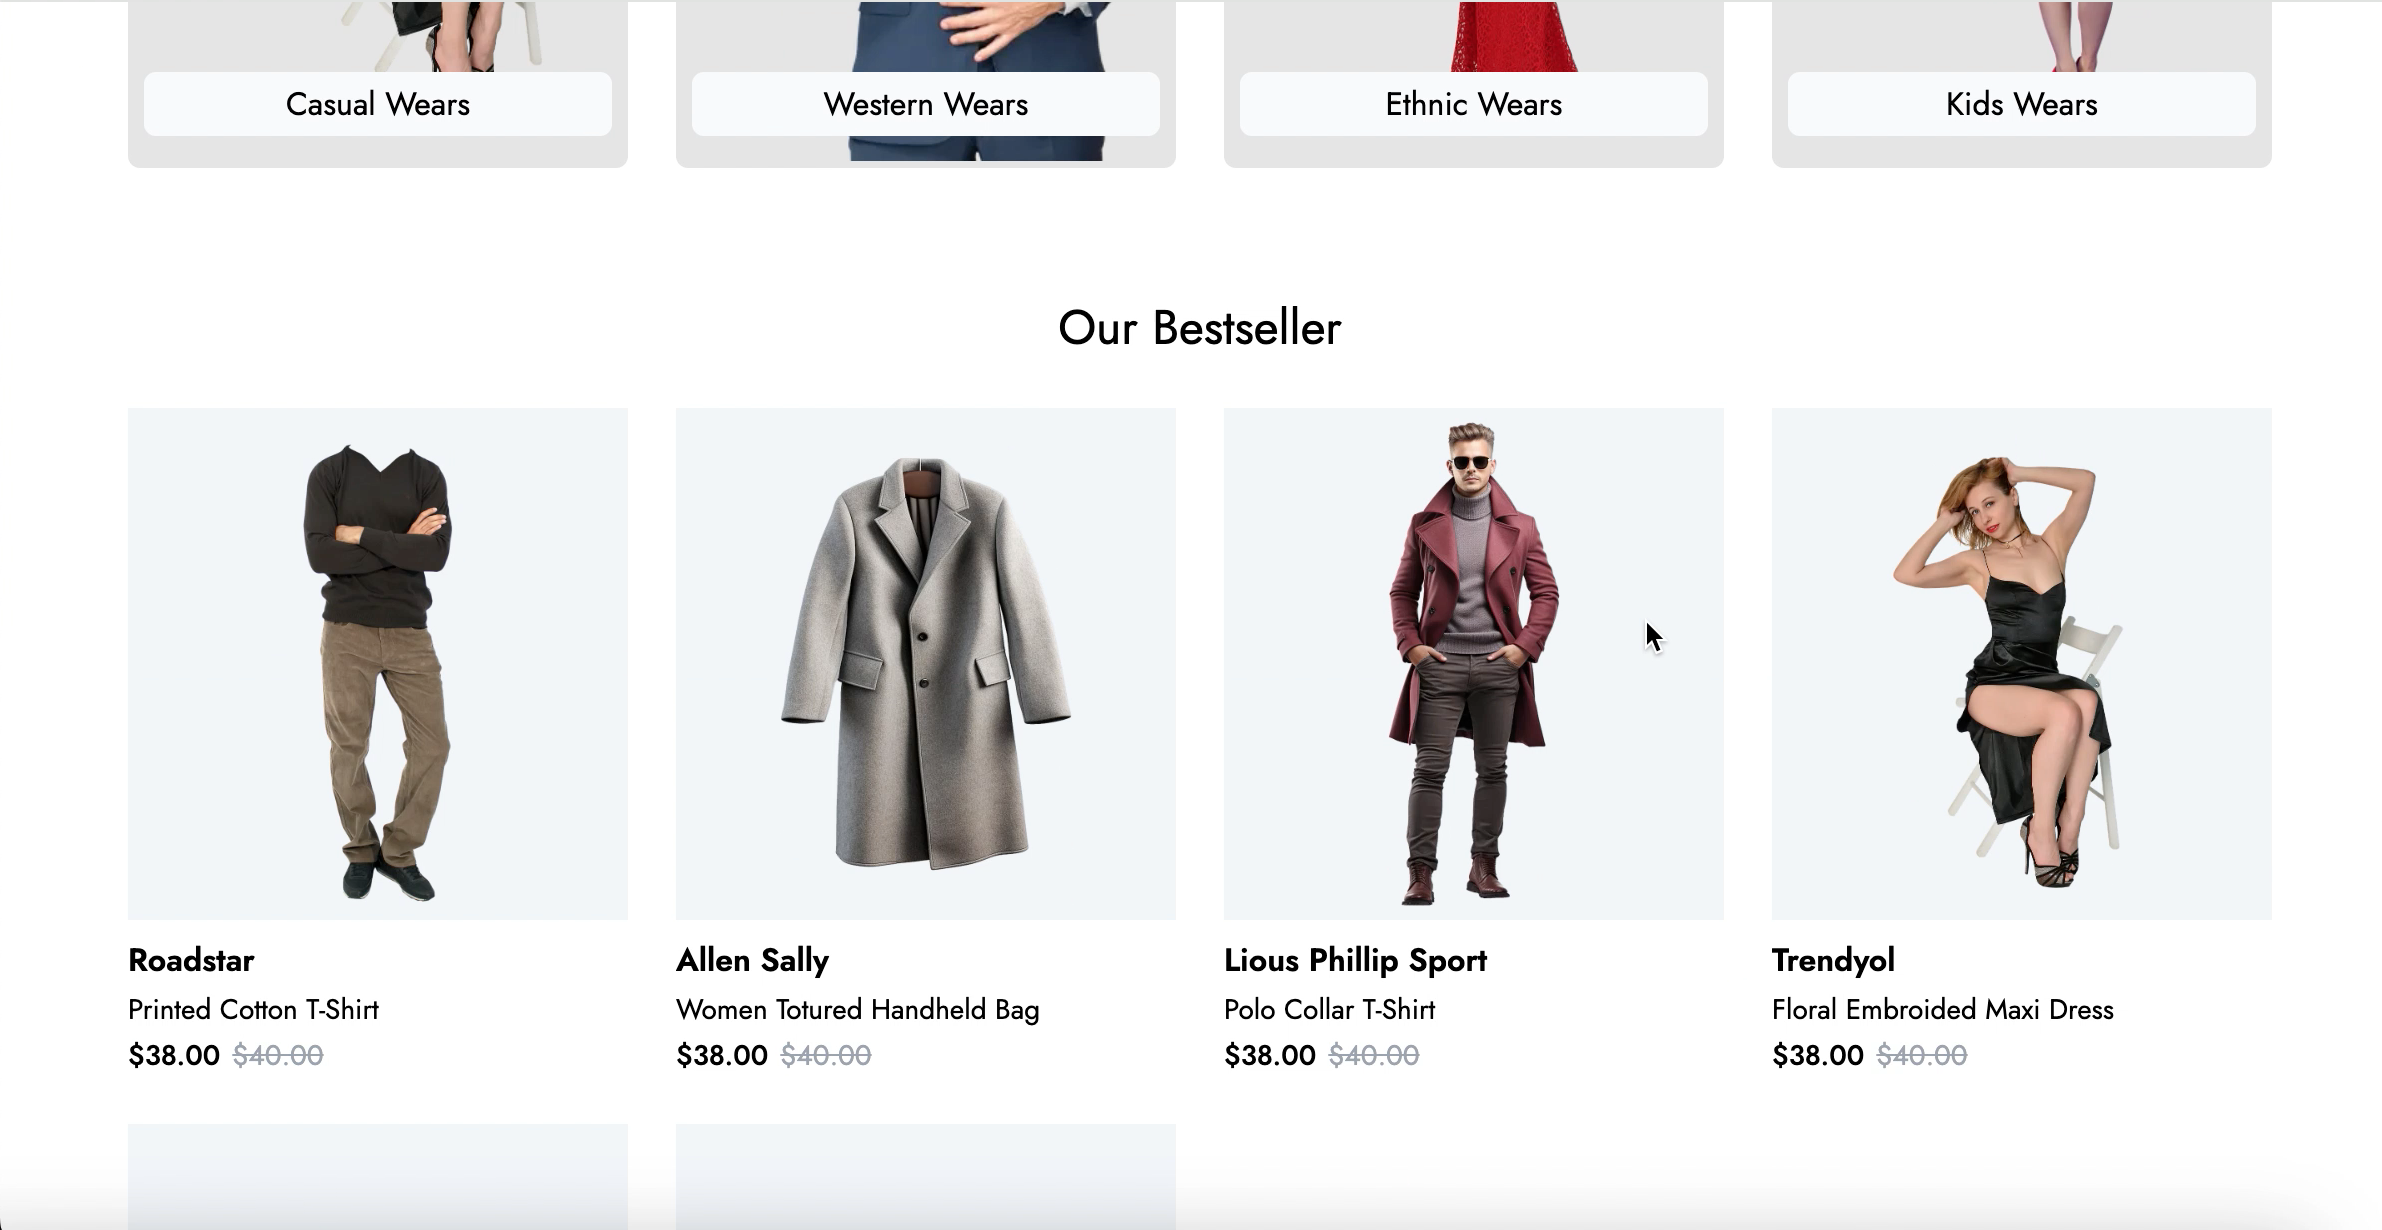 Casual Wears
Western Wears
Ethnic Wears
Kids Wears
Our Bestseller
Roadstar
Printed Cotton T-Shirt
$38.00 $40.00
Allen Sally
Women Totured Handheld Bag
$38.00 $40.00
Lious Phillip Sport
Polo Collar T-Shirt
$38.00 $40.00
Trendyol
Floral Embroided Maxi Dress
$38.00 $40.00